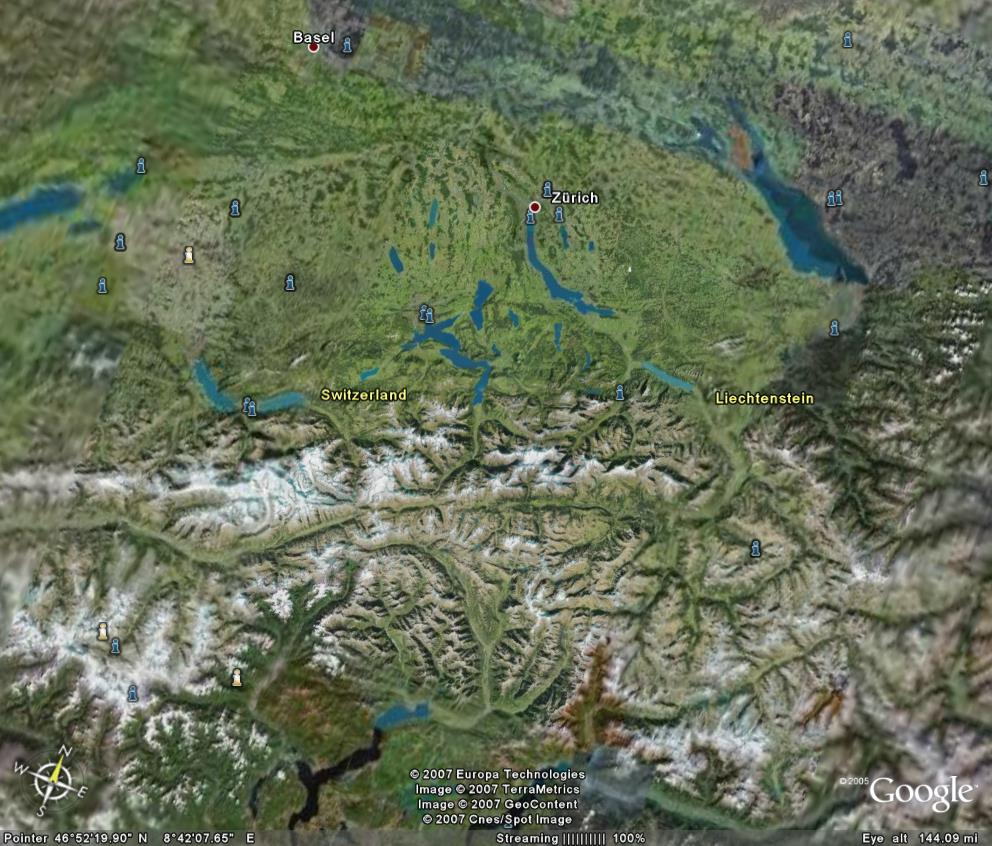 Basel
Zürich
Switzerland
Liechtenstein
N
W
E
S
© 2007 Europa Technologies
Image © 2007 TerraMetrics
Image © 2007 GeoContent
© 2007 Cnes/Spot Image
©2005 Google
Pointer 46°52'19.90" N 8°42'07.65" E Streaming |||||||||| 100% Eye alt 144.09 mi